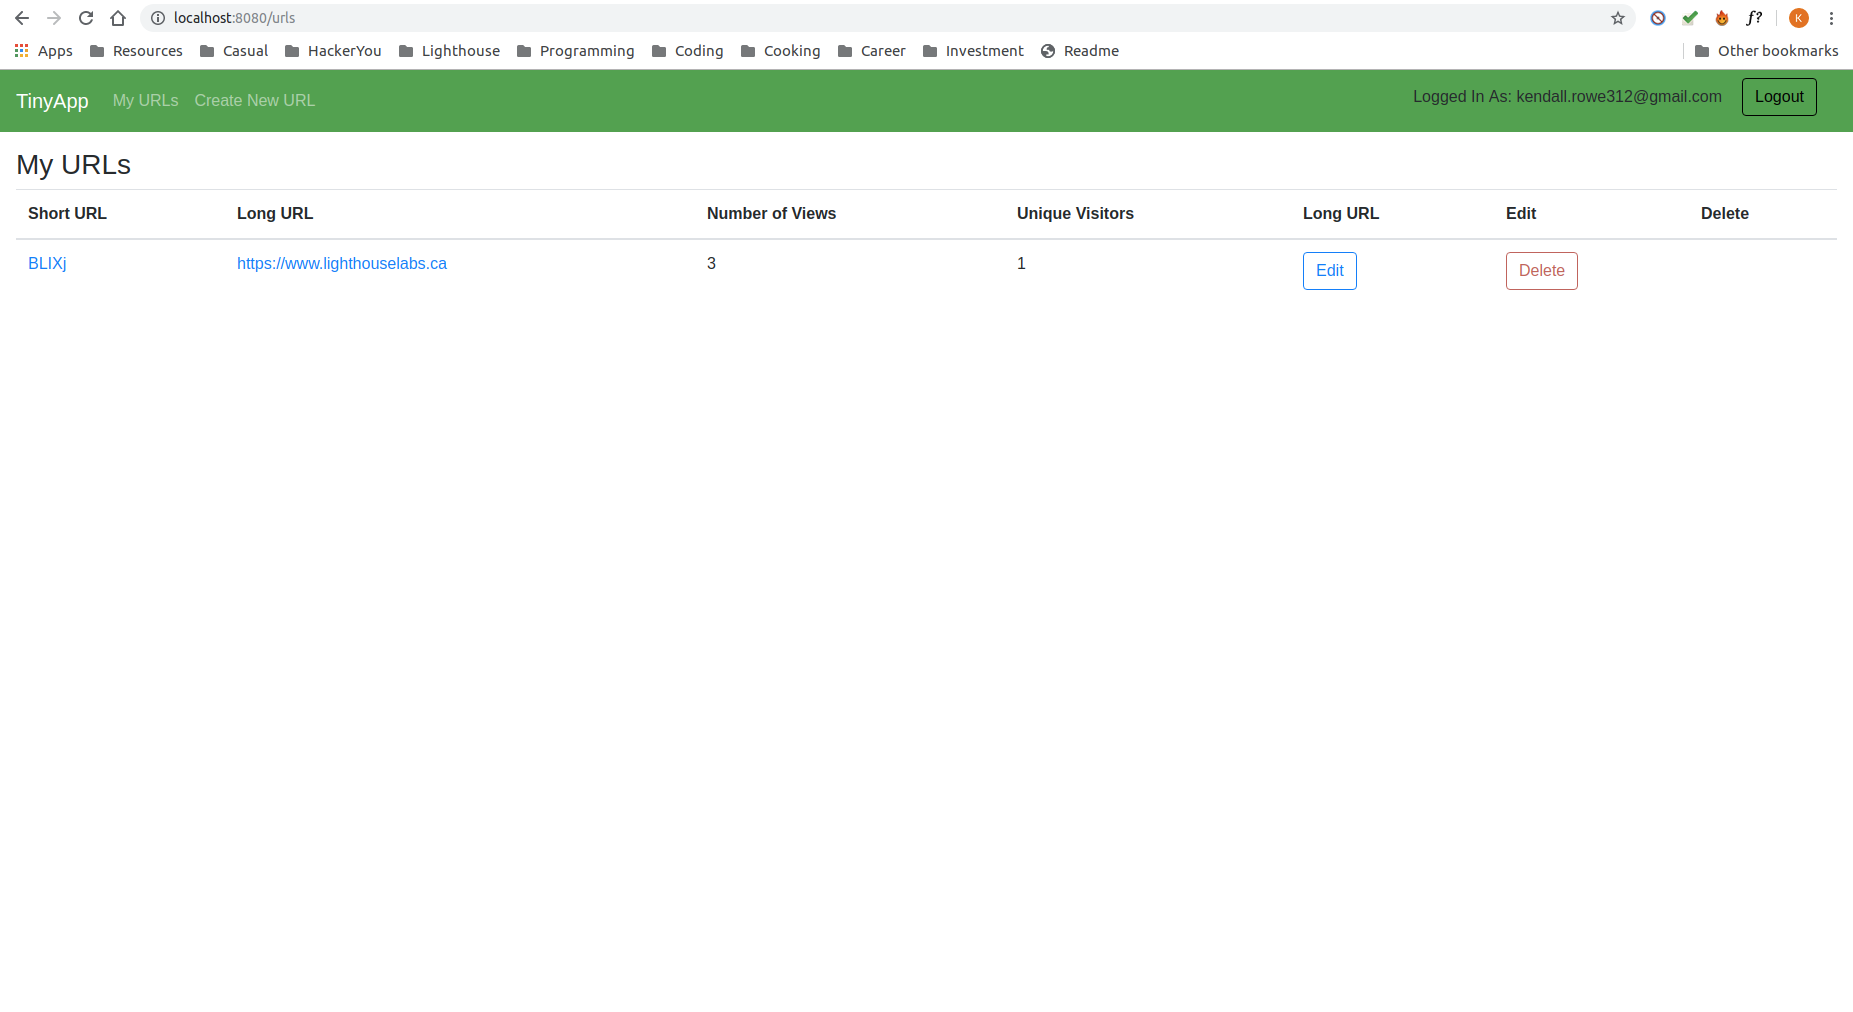 localhost:8080/urls
f? K
Apps Resources Casual HackerYou Lighthouse Programming Coding Cooking Career Investment Readme Other bookmarks
TinyApp My URLs Create New URL Logged In As: kendall.rowe312@gmail.com Logout
My URLs
Short URL Long URL Number of Views Unique Visitors Long URL Edit Delete
BLIXj https://www.lighthouselabs.ca 3 1 Edit Delete